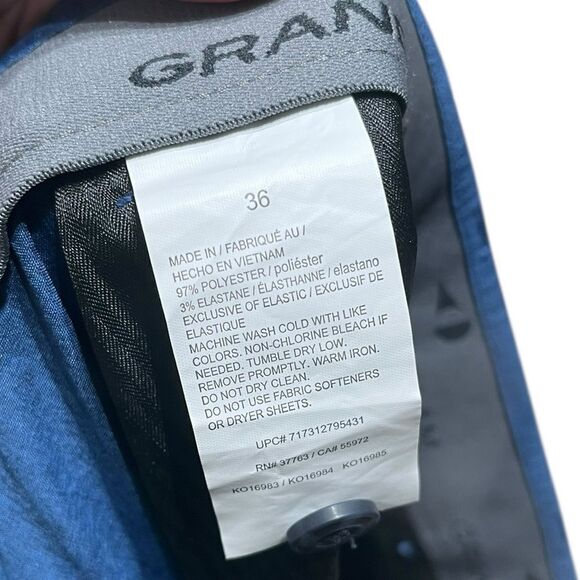 GRAN
36
MADE IN / FABRIQUÉ AU /
HECHO EN VIETNAM
97% POLYESTER / poliéster
3% ELASTANE / ÉLASTHANNE / elastano
EXCLUSIVE OF ELASTIC / EXCLUSIF DE
ELASTIQUE
MACHINE WASH COLD WITH LIKE
COLORS. NON-CHLORINE BLEACH IF
NEEDED. TUMBLE DRY LOW.
REMOVE PROMPTLY. WARM IRON.
DO NOT DRY CLEAN.
DO NOT USE FABRIC SOFTENERS
OR DRYER SHEETS.
UPC# 717312795431
RN# 37763 / CA# 55972
KO16983 / KO16984 KO16985